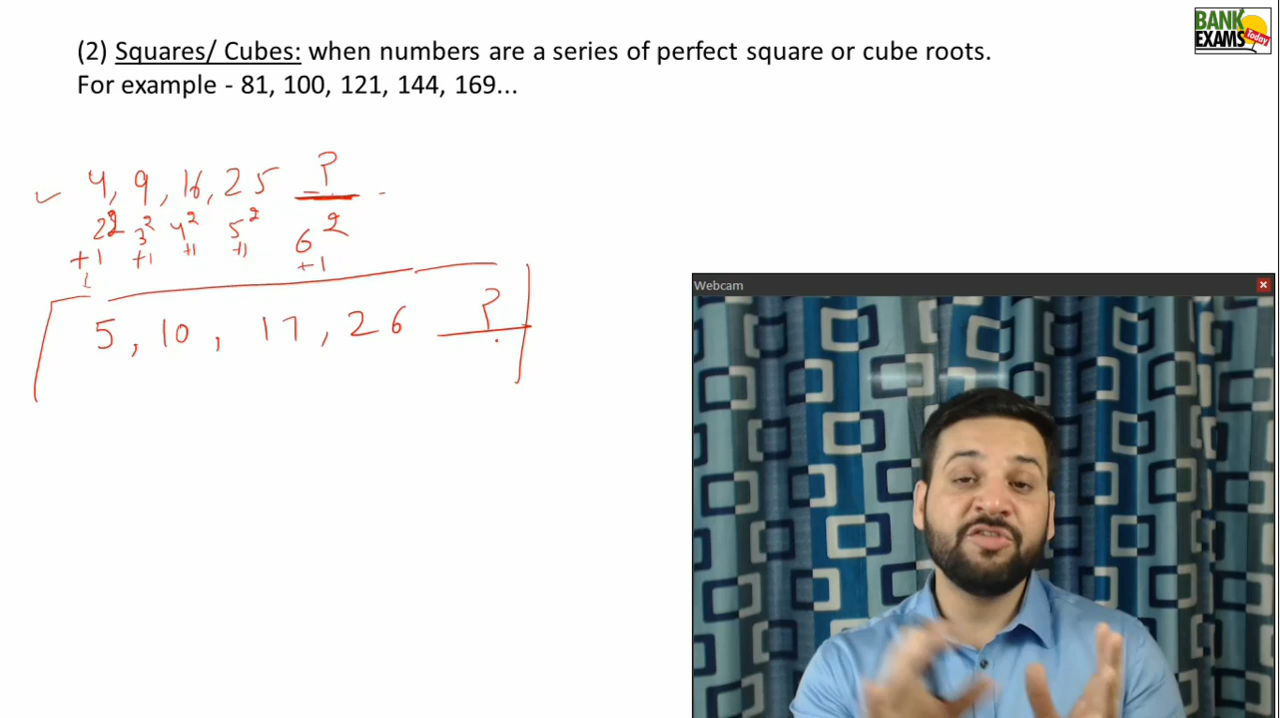 BANK
EXAMS Today
(2) Squares/ Cubes: when numbers are a series of perfect square or cube roots.
For example - 81, 100, 121, 144, 169...
4, 9, 16, 25 ?
2² 3² 4² 5² 6²
+1 +1 +1 +1 +1
5, 10, 17, 26 ?
Webcam